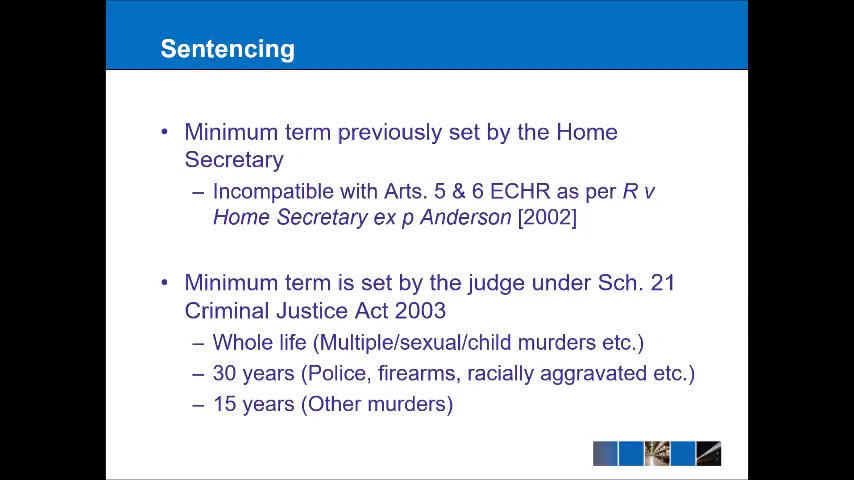 Sentencing
• Minimum term previously set by the Home
Secretary
– Incompatible with Arts. 5 & 6 ECHR as per R v
Home Secretary ex p Anderson [2002]
• Minimum term is set by the judge under Sch. 21
Criminal Justice Act 2003
– Whole life (Multiple/sexual/child murders etc.)
– 30 years (Police, firearms, racially aggravated etc.)
– 15 years (Other murders)